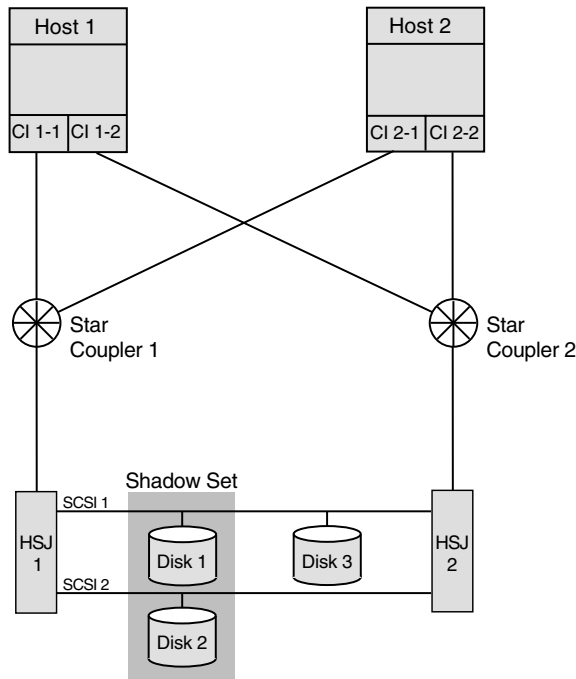 Host 1
Host 2
CI 1-1
CI 1-2
CI 2-1
CI 2-2
Star
Coupler 1
Star
Coupler 2
Shadow Set
SCSI 1
HSJ
1
Disk 1
Disk 3
HSJ
2
SCSI 2
Disk 2